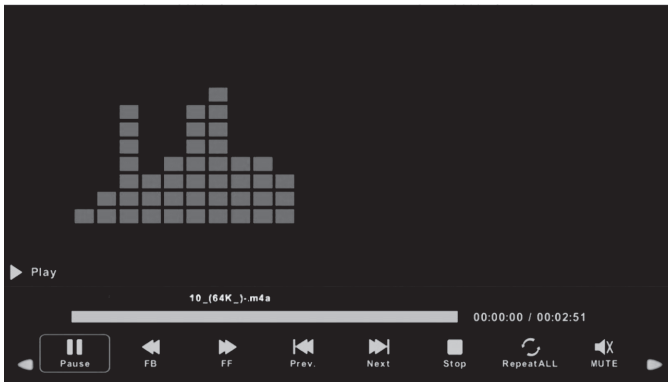 Play
10_(64K_)-.m4a
00:00:00 / 00:02:51
Pause FB FF Prev. Next Stop RepeatALL MUTE